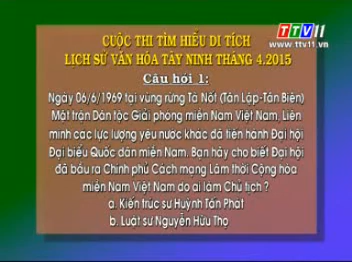 TTV11
www.ttv11.vn
CUỘC THI TÌM HIỂU DI TÍCH
LỊCH SỬ VĂN HÓA TÂY NINH THÁNG 4.2015
Câu hỏi 1:
Ngày 06/6/1969 tại vùng rừng Tà Nốt (Tân Lập-Tân Biên)
Mặt trận Dân tộc Giải phóng miền Nam Việt Nam, Liên
minh các lực lượng yêu nước khác đã tiến hành Đại hội
Đại biểu Quốc dân miền Nam. Bạn hãy cho biết Đại hội
đã bầu ra Chính phủ Cách mạng Lâm thời Cộng hòa
miền Nam Việt Nam do ai làm Chủ tịch ?
a. Kiến trúc sư Huỳnh Tấn Phát
b. Luật sư Nguyễn Hữu Thọ